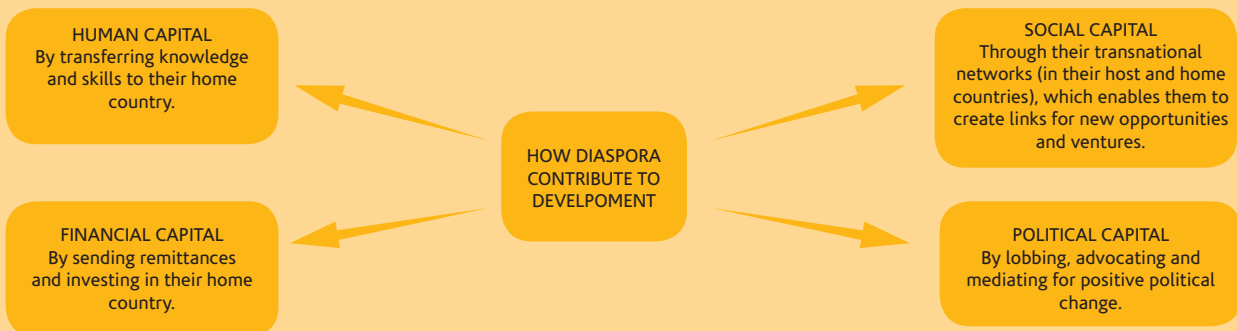 HUMAN CAPITAL
By transferring knowledge
and skills to their home
country.
SOCIAL CAPITAL
Through their transnational
networks (in their host and home
countries), which enables them to
create links for new opportunities
and ventures.
HOW DIASPORA
CONTRIBUTE TO
DEVELPOMENT
FINANCIAL CAPITAL
By sending remittances
and investing in their home
country.
POLITICAL CAPITAL
By lobbing, advocating and
mediating for positive political
change.